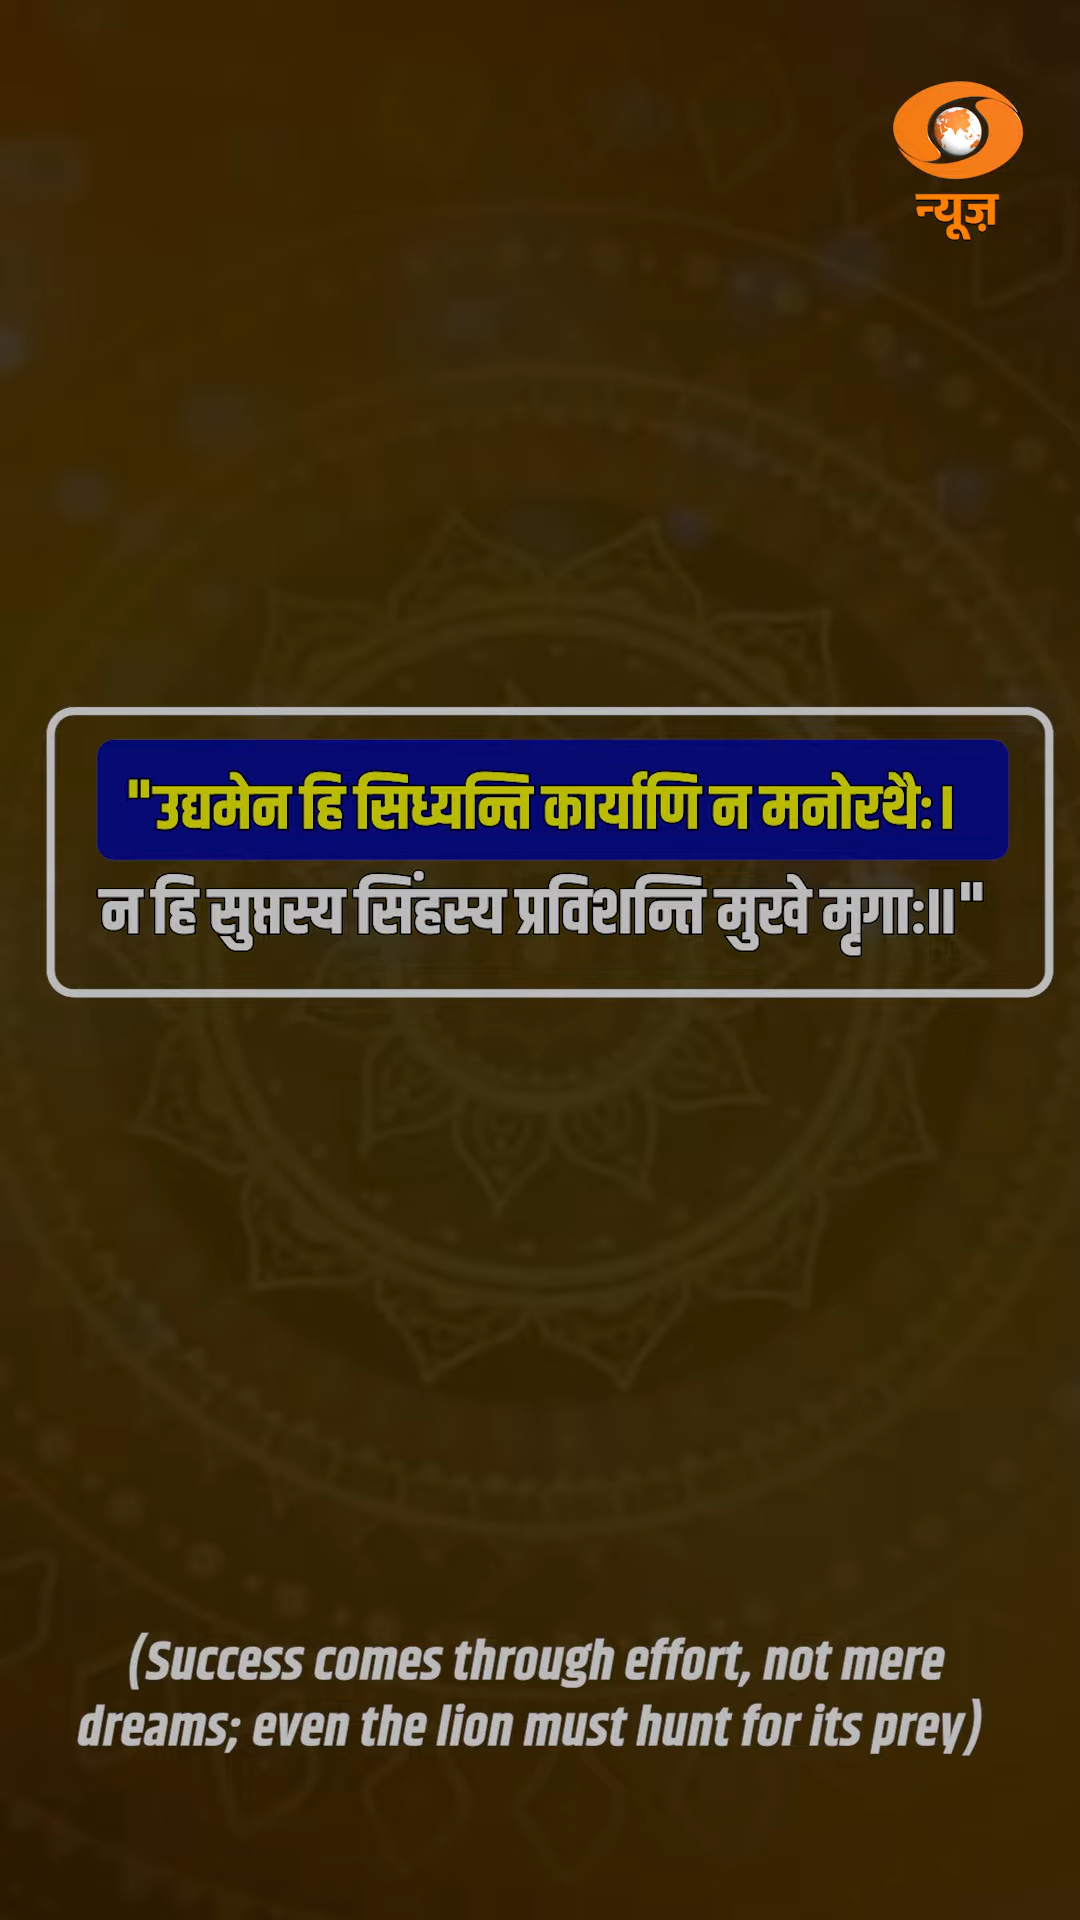 न्यूज़
"उद्यमेन हि सिध्यन्ति कार्याणि न मनोरथैः।
न हि सुप्तस्य सिंहस्य प्रविशन्ति मुखे मृगाः॥"
(Success comes through effort, not mere
dreams; even the lion must hunt for its prey)